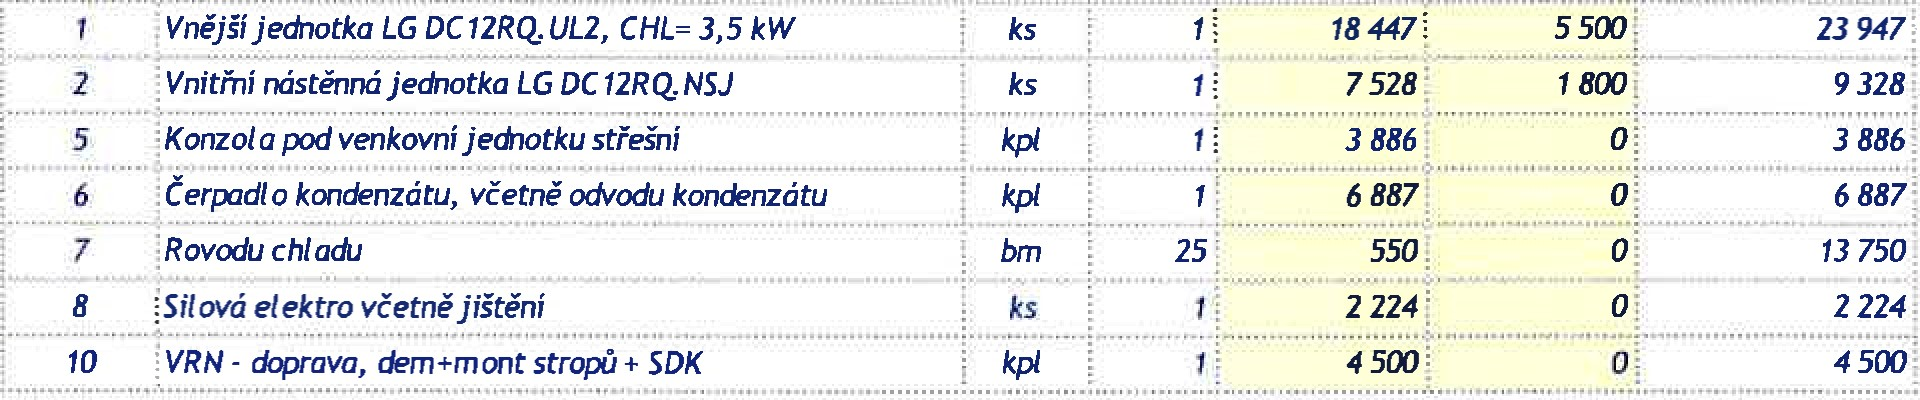 1 Vnější jednotka LG DC12RQ.UL2, CHL= 3,5 kW ks 1 18 447 5 500 23 947
2 Vnitřní nástěnná jednotka LG DC12RQ.NSJ ks 1 7 528 1 800 9 328
5 Konzola pod venkovní jednotku střešní kpl 1 3 886 0 3 886
6 Čerpadlo kondenzátu, včetně odvodu kondenzátu kpl 1 6 887 0 6 887
7 Rovodu chladu bm 25 550 0 13 750
8 Silová elektro včetně jištění ks 1 2 224 0 2 224
10 VRN - doprava, dem+mont stropů + SDK kpl 1 4 500 0 4 500